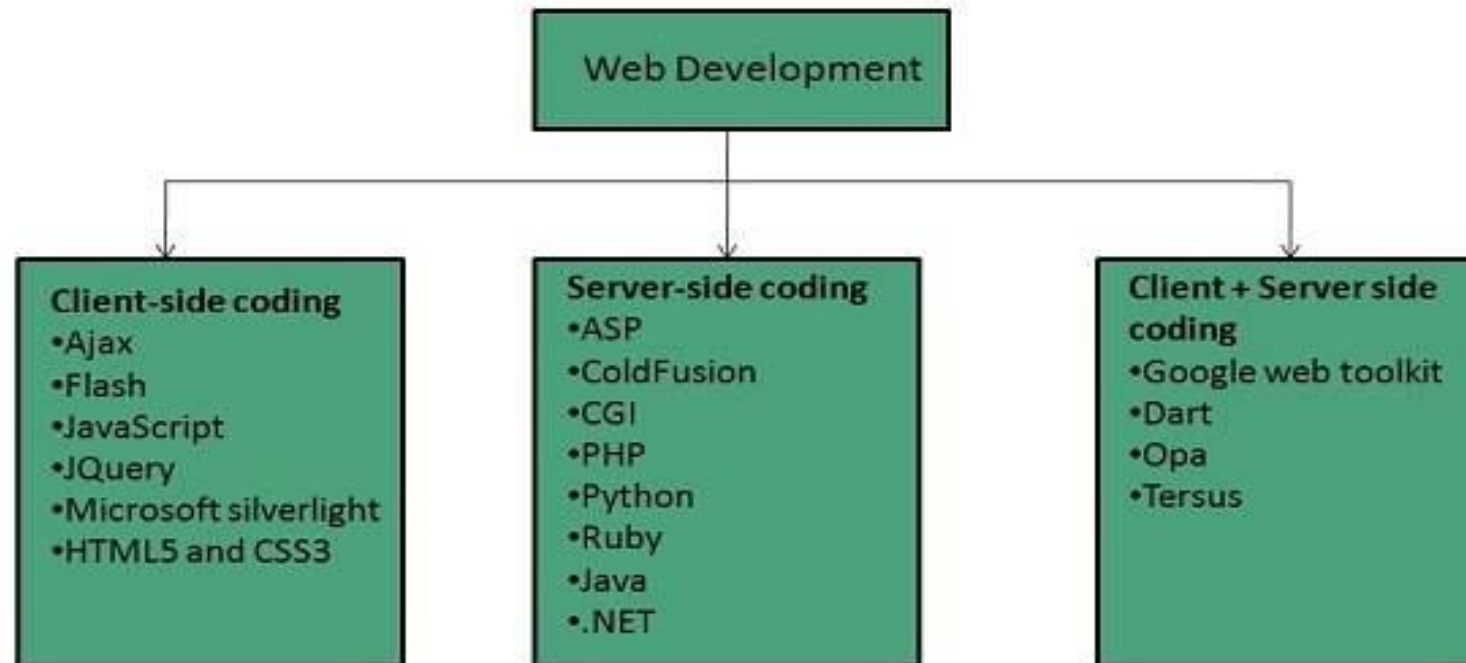 Web Development
Client-side coding
•Ajax
•Flash
•JavaScript
•JQuery
•Microsoft silverlight
•HTML5 and CSS3
Server-side coding
•ASP
•ColdFusion
•CGI
•PHP
•Python
•Ruby
•Java
•.NET
Client + Server side
coding
•Google web toolkit
•Dart
•Opa
•Tersus